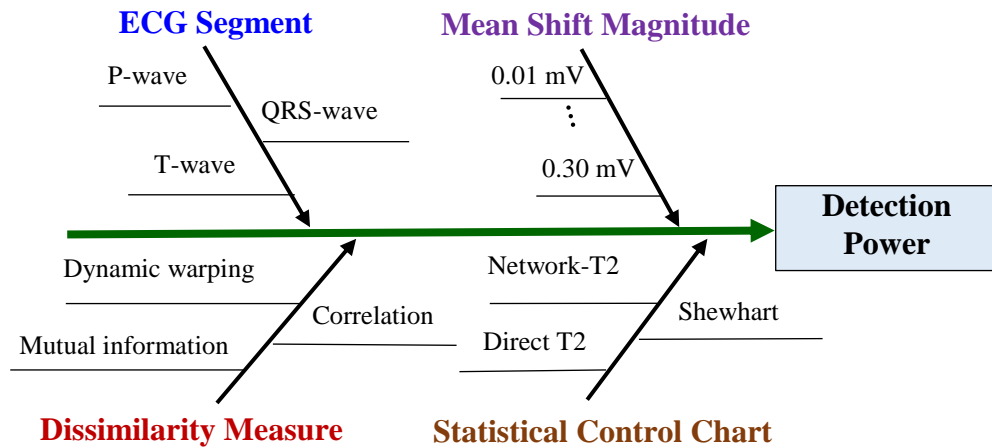 ECG Segment
P-wave
QRS-wave
T-wave
Mean Shift Magnitude
0.01 mV
0.30 mV
Detection
Power
Dynamic warping
Correlation
Mutual information
Dissimilarity Measure
Network-T2
Shewhart
Direct T2
Statistical Control Chart